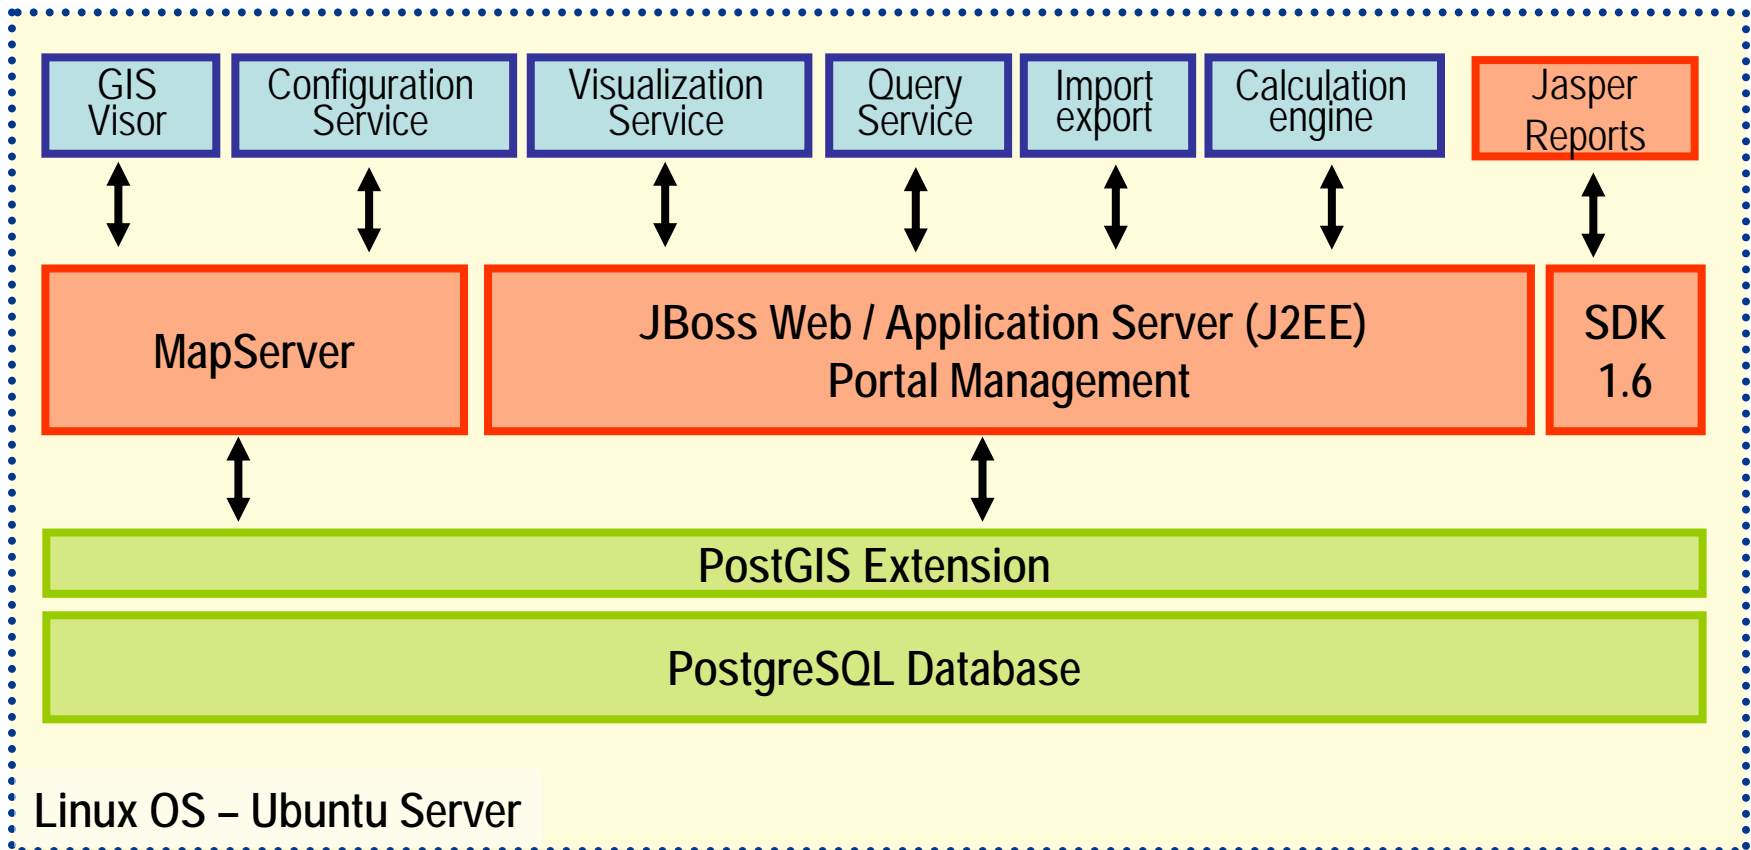 GIS
Visor
Configuration
Service
Visualization
Service
Query
Service
Import
export
Calculation
engine
Jasper
Reports
MapServer
JBoss Web / Application Server (J2EE)
Portal Management
SDK
1.6
PostGIS Extension
PostgreSQL Database
Linux OS – Ubuntu Server